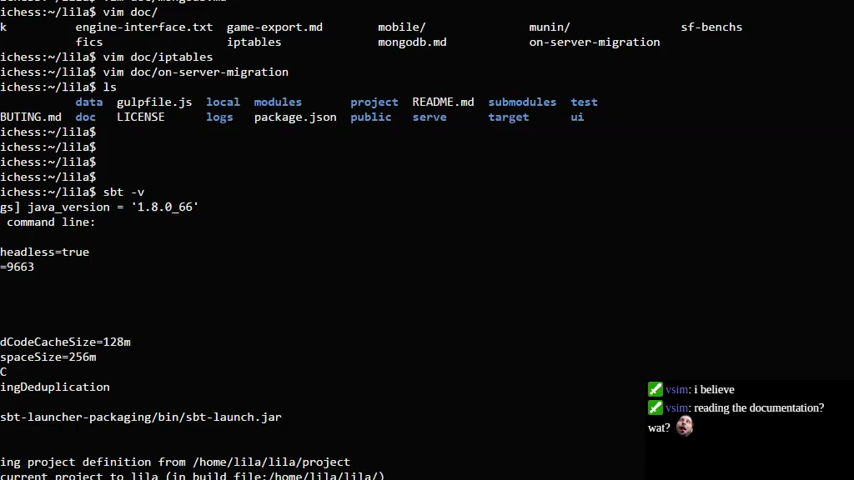 ichess:~/lila$ vim doc/
k engine-interface.txt game-export.md mobile/ munin/ sf-benchs
fics iptables mongodb.md on-server-migration
ichess:~/lila$ vim doc/iptables
ichess:~/lila$ vim doc/on-server-migration
ichess:~/lila$ ls
data gulpfile.js local modules project README.md submodules test
BUTING.md doc LICENSE logs package.json public serve target ui
ichess:~/lila$
ichess:~/lila$
ichess:~/lila$
ichess:~/lila$
ichess:~/lila$ sbt -v
gs] java_version = '1.8.0_66'
command line:
headless=true
=9663
dCodeCacheSize=128m
spaceSize=256m
C
ingDeduplication
sbt-launcher-packaging/bin/sbt-launch.jar
ing project definition from /home/lila/lila/project
current project to lila (in build file:/home/lila/lila/)
vsim: i believe
vsim: reading the documentation?
wat?